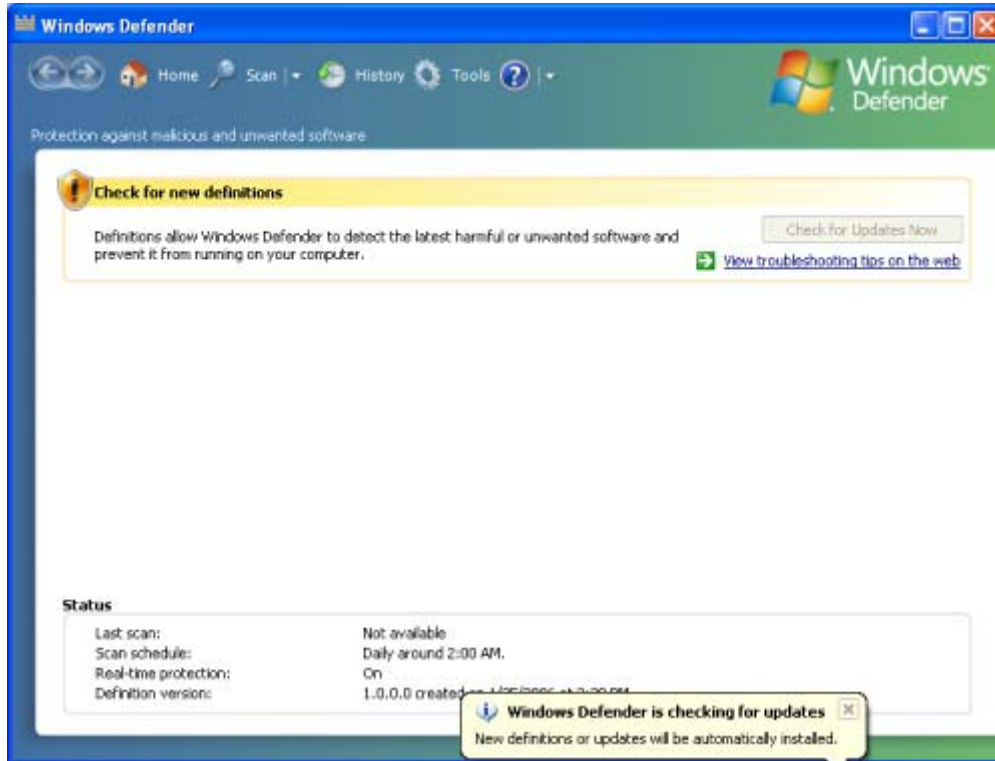 Windows Defender
Home Scan History Tools
Windows
Defender
Protection against malicious and unwanted software
Check for new definitions
Definitions allow Windows Defender to detect the latest harmful or unwanted software and
prevent it from running on your computer.
Check for Updates Now
View troubleshooting tips on the web
Status
Last scan: Not available
Scan schedule: Daily around 2:00 AM.
Real-time protection: On
Definition version: 1.0.0.0 created
Windows Defender is checking for updates
New definitions or updates will be automatically installed.